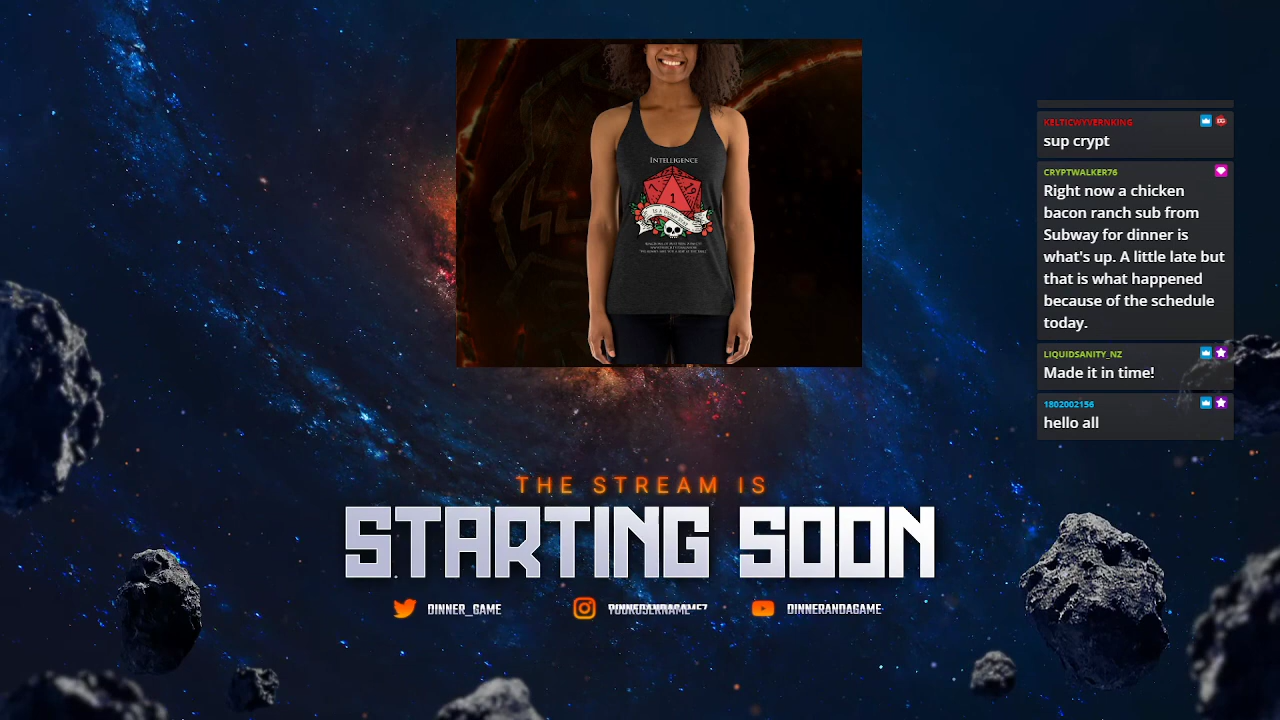 INTELLIGENCE
1
19
KELTICWYVERNKING
sup crypt
CRYPTWALKER76
Right now a chicken
bacon ranch sub from
Subway for dinner is
what's up. A little late but
that is what happened
because of the schedule
today.
LIQUIDSANITY_NZ
Made it in time!
1802002156
hello all
THE STREAM IS
STARTING SOON
DINNER_GAME
DINNERANDAGAME